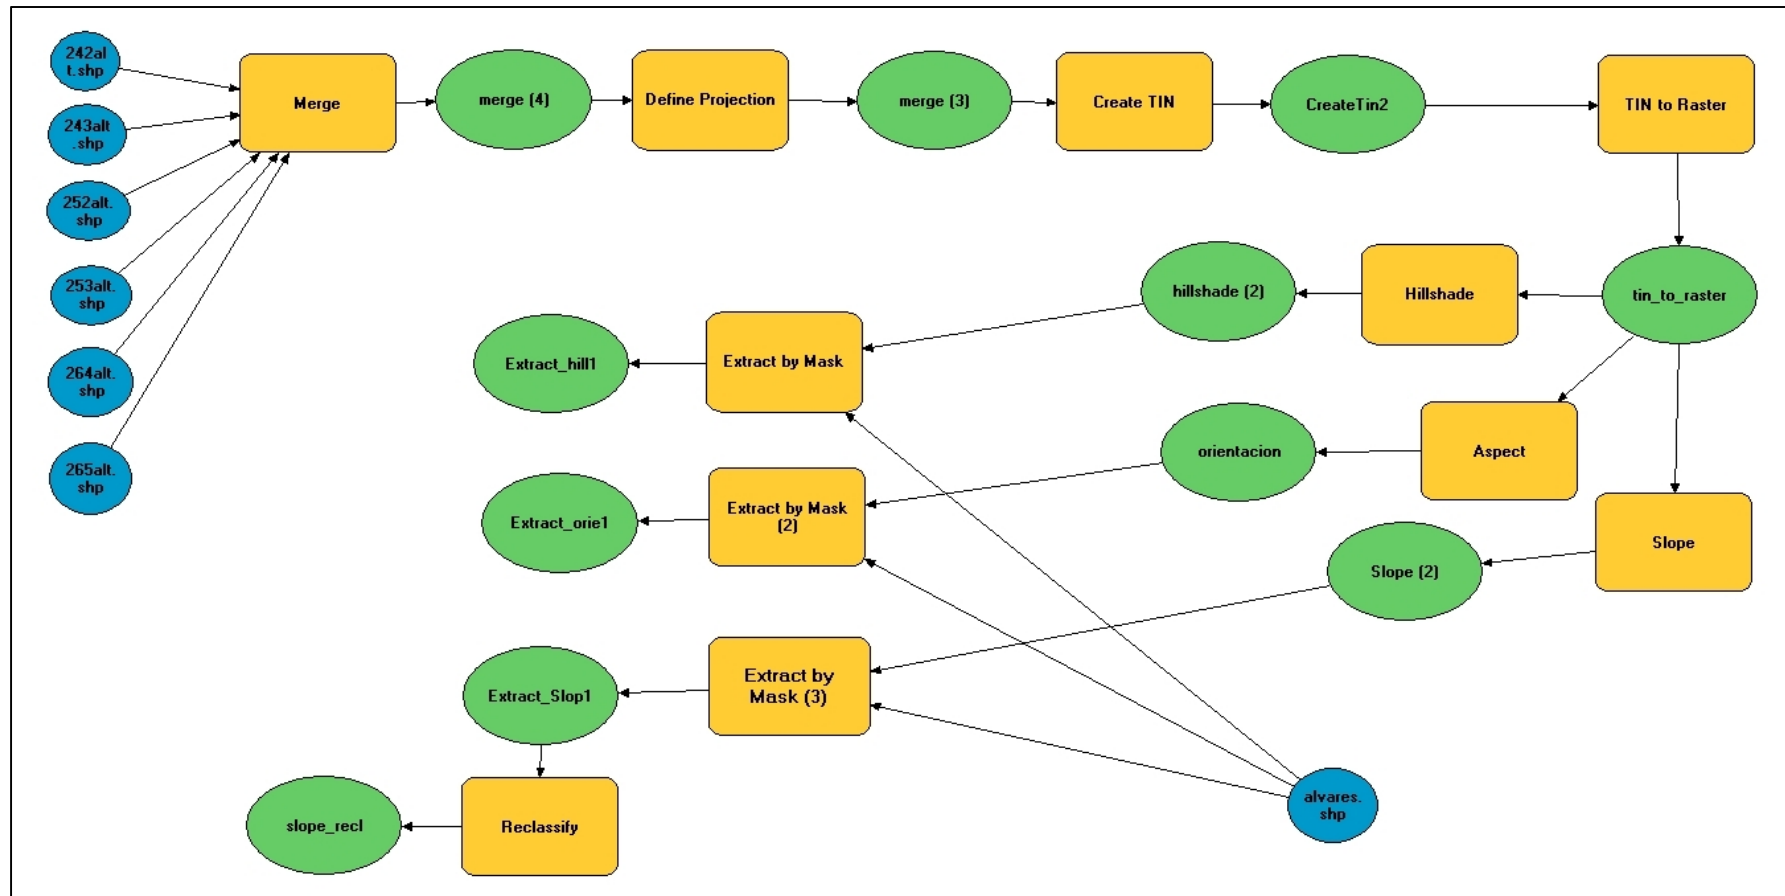 242al
t.shp
243alt
.shp
252alt.
shp
253alt.
shp
264alt.
shp
265alt.
shp
Merge
merge (4)
Define Projection
merge (3)
Create TIN
CreateTin2
TIN to Raster
tin_to_raster
Hillshade
hillshade (2)
Extract by Mask
Extract_hill1
Aspect
orientacion
Extract by Mask
(2)
Extract_orie1
Slope
Slope (2)
Extract by
Mask (3)
Extract_Slop1
alvares.
shp
Reclassify
slope_recl